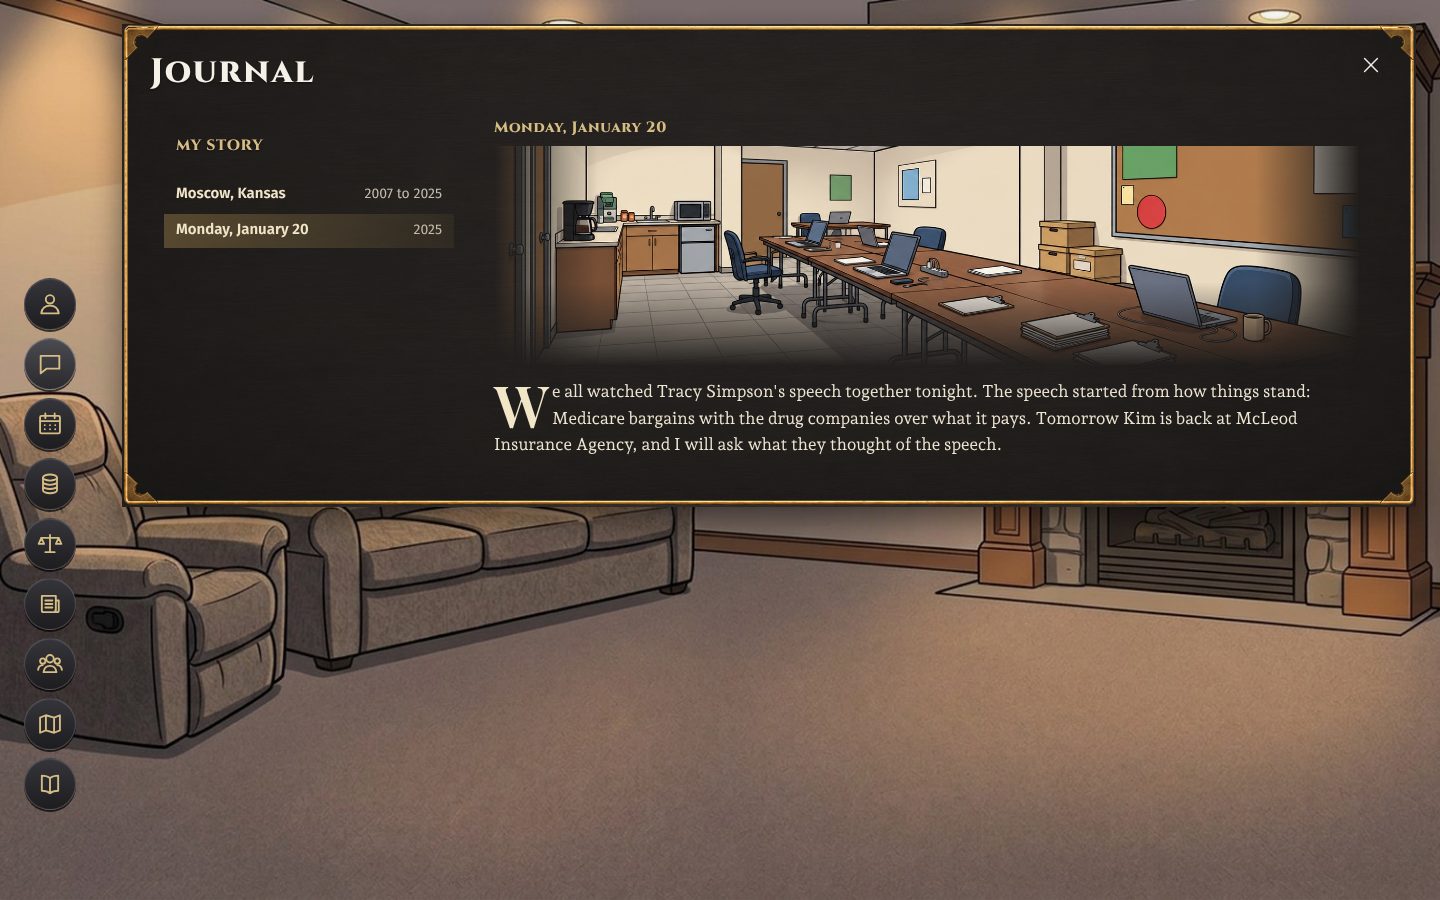 Journal
MY STORY
Moscow, Kansas 2007 to 2025
Monday, January 20 2025
Monday, January 20
We all watched Tracy Simpson's speech together tonight. The speech started from how things stand:
Medicare bargains with the drug companies over what it pays. Tomorrow Kim is back at McLeod
Insurance Agency, and I will ask what they thought of the speech.